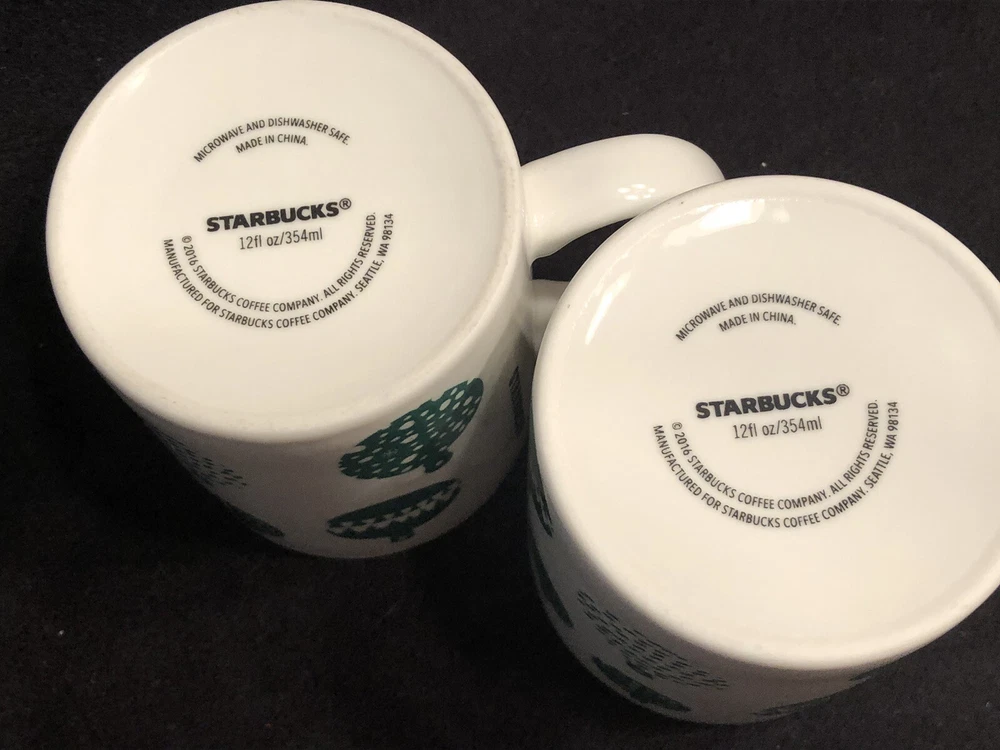 MICROWAVE AND DISHWASHER SAFE.
MADE IN CHINA.
STARBUCKS®
12fl oz/354ml
© 2016 STARBUCKS COFFEE COMPANY. ALL RIGHTS RESERVED.
MANUFACTURED FOR STARBUCKS COFFEE COMPANY. SEATTLE, WA 98134
MICROWAVE AND DISHWASHER SAFE.
MADE IN CHINA.
STARBUCKS®
12fl oz/354ml
© 2016 STARBUCKS COFFEE COMPANY. ALL RIGHTS RESERVED.
MANUFACTURED FOR STARBUCKS COFFEE COMPANY. SEATTLE, WA 98134